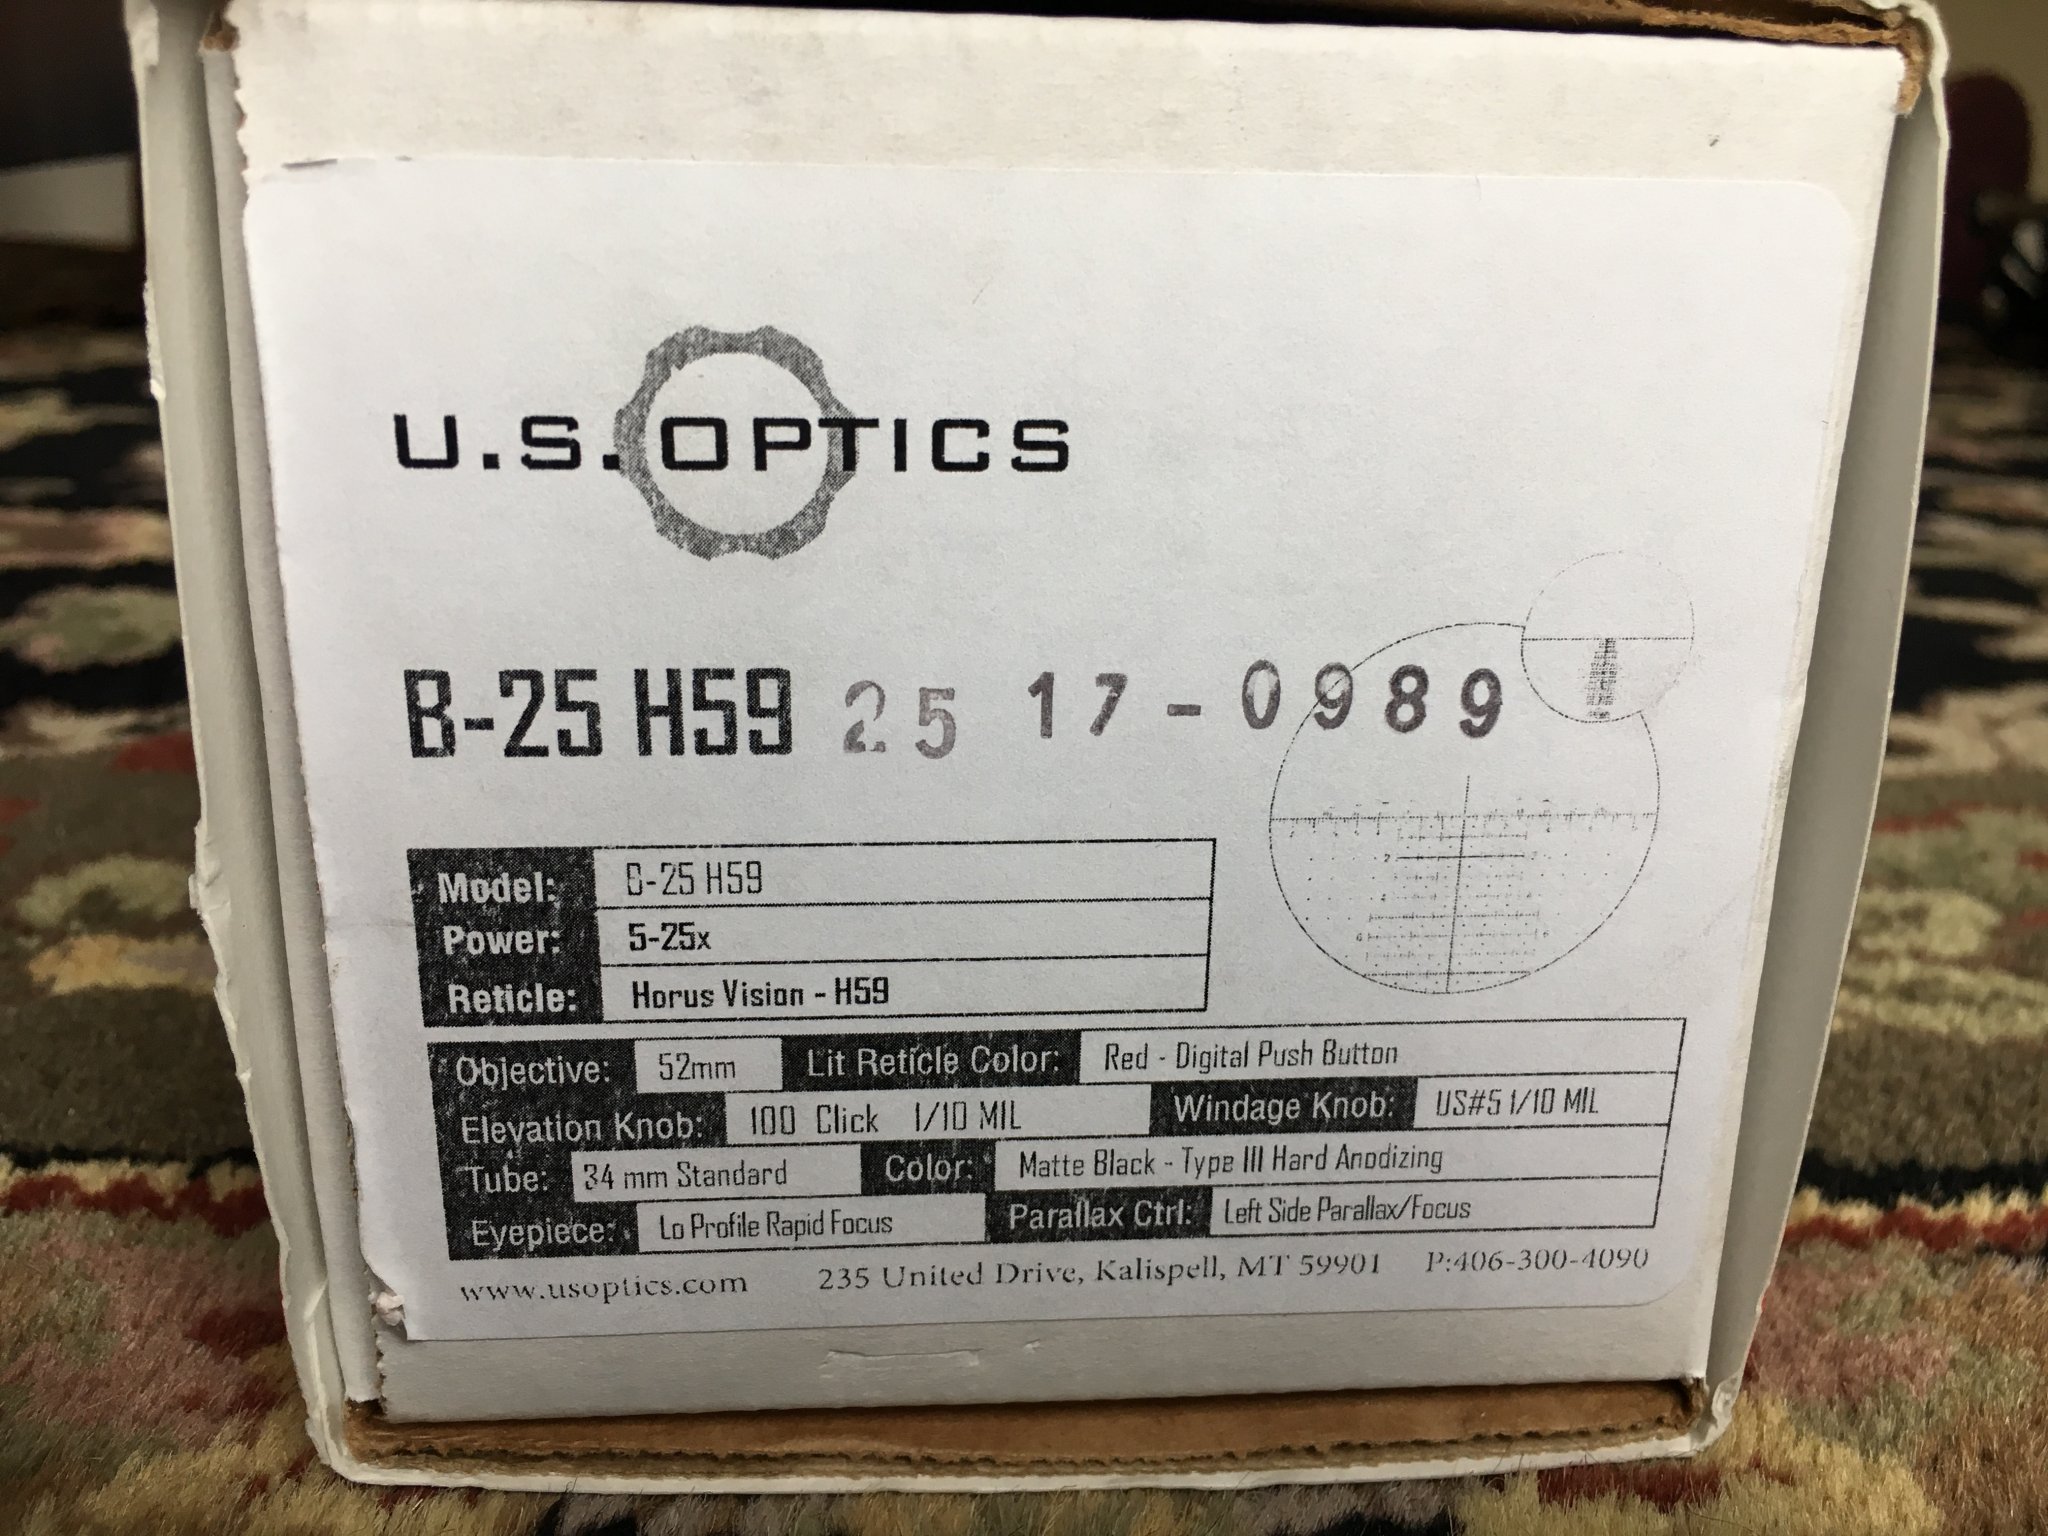 U.S. OPTICS
B-25 H59 25 17-0989
Model: B-25 H59
Power: 5-25x
Reticle: Horus Vision - H59
Objective: 52mm Lit Reticle Color: Red - Digital Push Button
Elevation Knob: 100 Click 1/10 MIL Windage Knob: US#5 1/10 MIL
Tube: 34 mm Standard Color: Matte Black - Type III Hard Anodizing
Eyepiece: Lo Profile Rapid Focus Parallax Ctrl: Left Side Parallax/Focus
www.usoptics.com 235 United Drive, Kalispell, MT 59901 P:406-300-4090